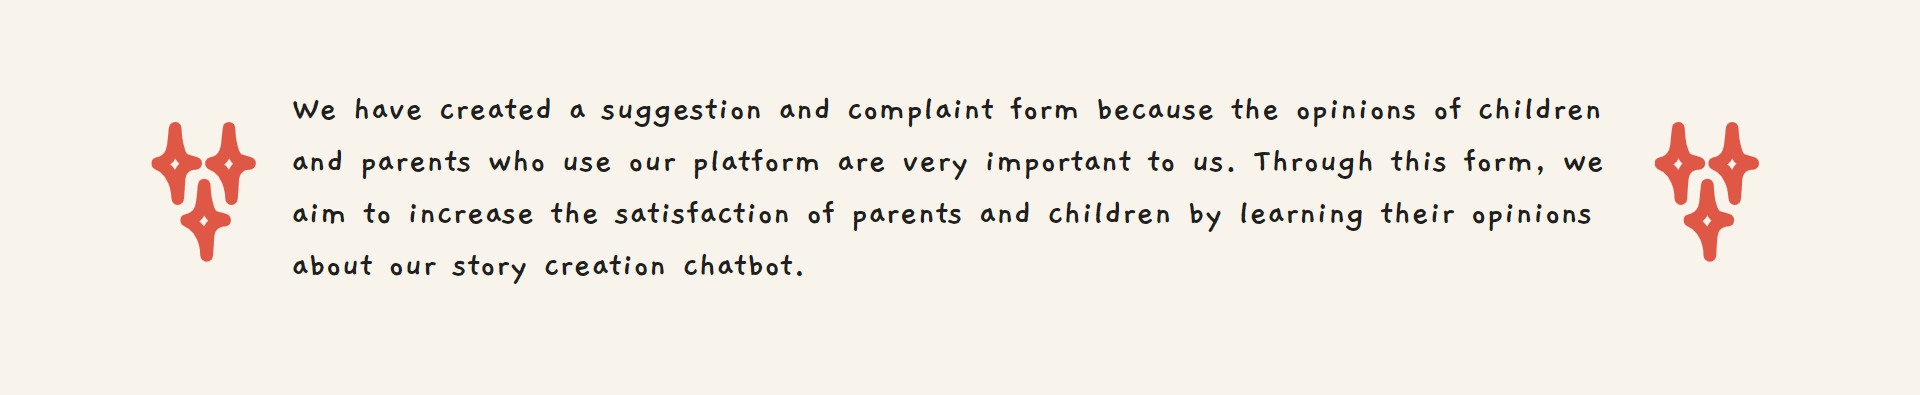 We have created a suggestion and complaint form because the opinions of children
and parents who use our platform are very important to us. Through this form, we
aim to increase the satisfaction of parents and children by learning their opinions
about our story creation chatbot.